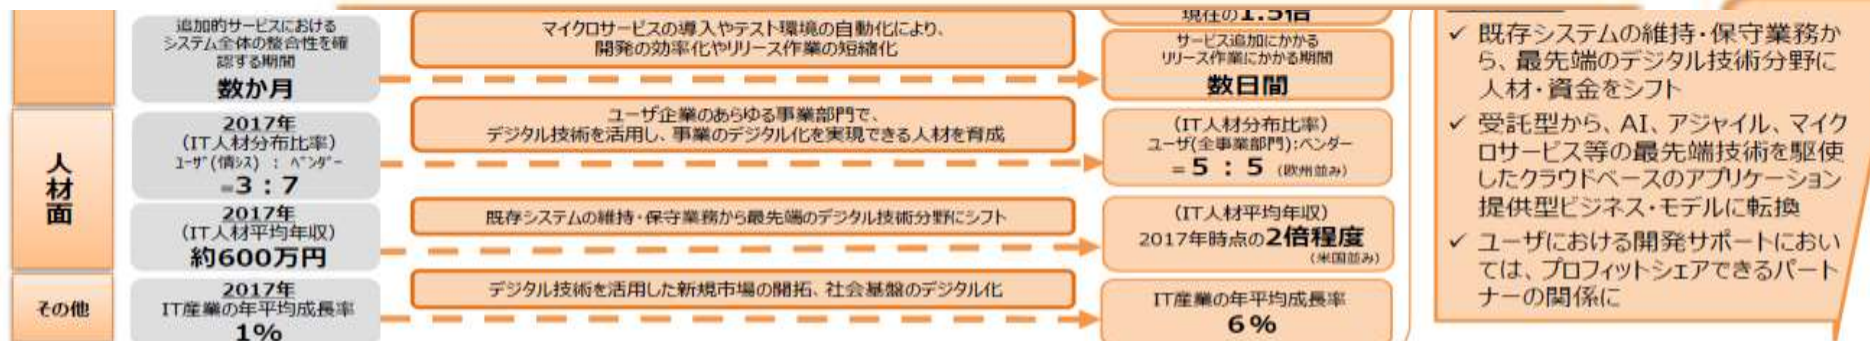 追加的サービスにおける
システム全体の整合性を確
認する期間
数か月
マイクロサービスの導入やテスト環境の自動化により、
開発の効率化やリリース作業の短縮化
現在の1.5倍
サービス追加にかかる
リリース作業にかかる期間
数日間
人材面
2017年
(IT人材分布比率)
ユーザ(情シス) : ベンダー
=3:7
ユーザ企業のあらゆる事業部門で、
デジタル技術を活用し、事業のデジタル化を実現できる人材を育成
(IT人材分布比率)
ユーザ(全事業部門):ベンダー
= 5 : 5 (欧州並み)
2017年
(IT人材平均年収)
約600万円
既存システムの維持・保守業務から最先端のデジタル技術分野にシフト
(IT人材平均年収)
2017年時点の2倍程度
(米国並み)
その他
2017年
IT産業の年平均成長率
1%
デジタル技術を活用した新規市場の開拓、社会基盤のデジタル化
IT産業の年平均成長率
6%
✓ 既存システムの維持・保守業務か
ら、最先端のデジタル技術分野に
人材・資金をシフト
✓ 受託型から、AI、アジャイル、マイク
ロサービス等の最先端技術を駆使
したクラウドベースのアプリケーション
提供型ビジネス・モデルに転換
✓ ユーザにおける開発サポートにおい
ては、プロフィットシェアできるパート
ナーの関係に